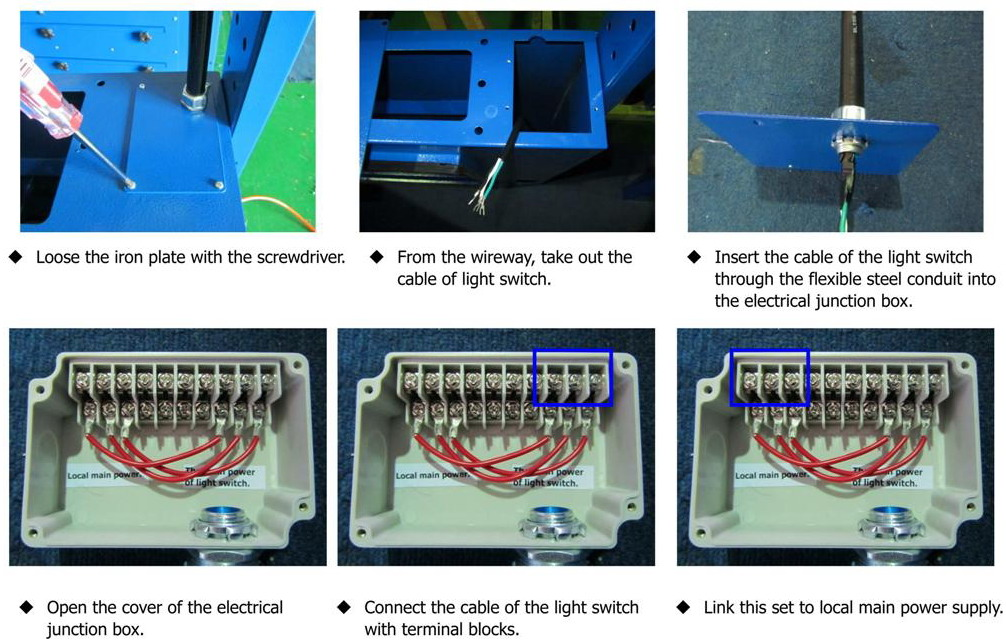 ◆ Loose the iron plate with the screwdriver.
◆ From the wireway, take out the
cable of light switch.
◆ Insert the cable of the light switch
through the flexible steel conduit into
the electrical junction box.
Local main power.
of light switch.
Local main power.
power
of light switch.
Local main power.
power
of light switch.
◆ Open the cover of the electrical
junction box.
◆ Connect the cable of the light switch
with terminal blocks.
◆ Link this set to local main power supply.